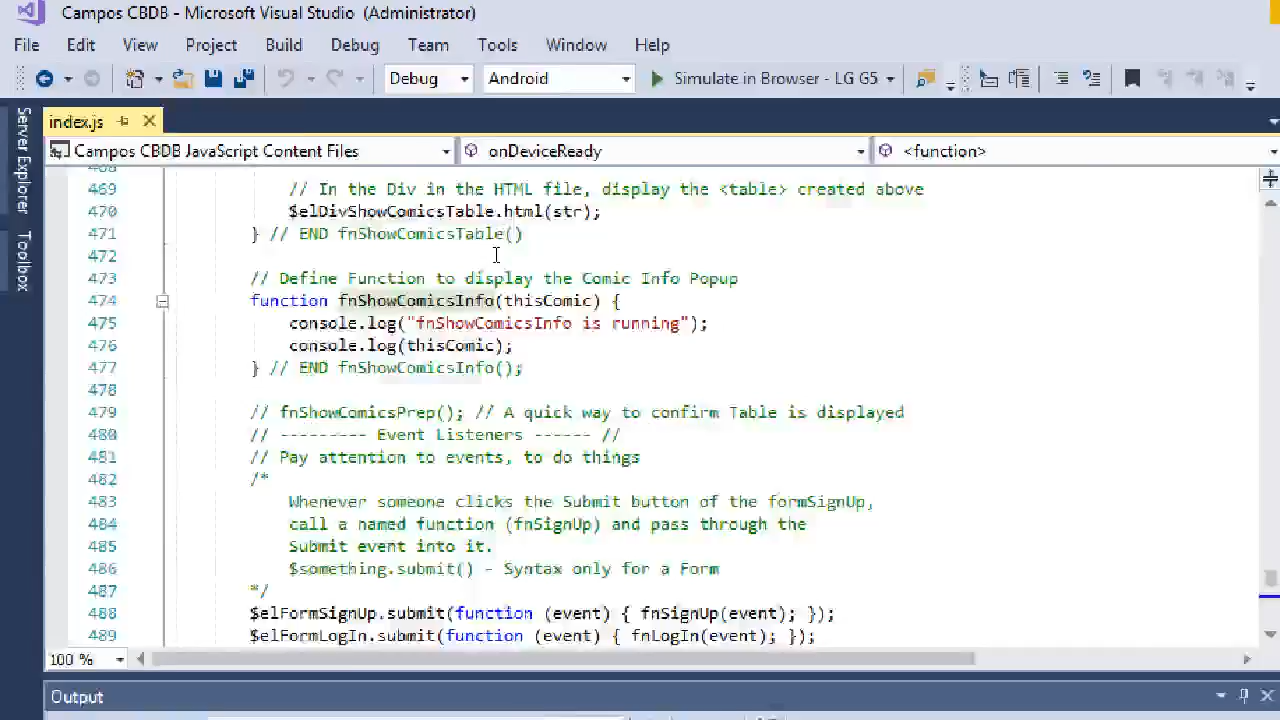 Campos CBDB - Microsoft Visual Studio (Administrator)
File Edit View Project Build Debug Team Tools Window Help
Debug Android Simulate in Browser - LG G5
index.js
Campos CBDB JavaScript Content Files onDeviceReady <function>
Server Explorer
Toolbox
469 // In the Div in the HTML file, display the <table> created above
470 $elDivShowComicsTable.html(str);
471 } // END fnShowComicsTable()
472
473 // Define Function to display the Comic Info Popup
474 function fnShowComicsInfo(thisComic) {
475 console.log("fnShowComicsInfo is running");
476 console.log(thisComic);
477 } // END fnShowComicsInfo();
478
479 // fnShowComicsPrep(); // A quick way to confirm Table is displayed
480 // --------- Event Listeners ------ //
481 // Pay attention to events, to do things
482 /*
483 Whenever someone clicks the Submit button of the formSignUp,
484 call a named function (fnSignUp) and pass through the
485 Submit event into it.
486 $something.submit() - Syntax only for a Form
487 */
488 $elFormSignUp.submit(function (event) { fnSignUp(event); });
489 $elFormLogIn.submit(function (event) { fnLogIn(event); });
100 %
Output